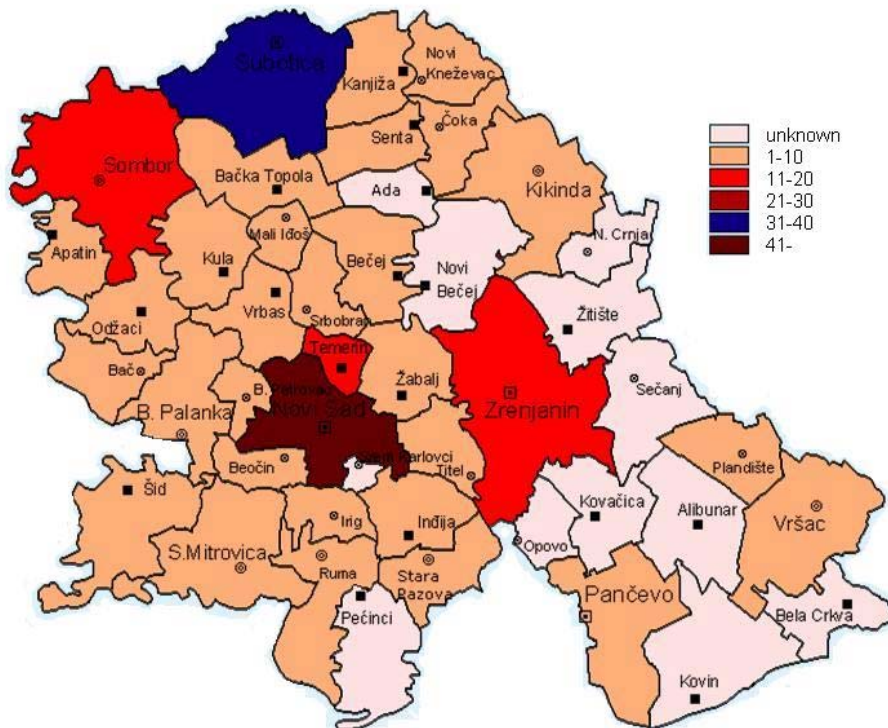 Subotica
Kanjiža
Novi
Kneževac
Senta
Čoka
Sombor
Bačka Topola
Ada
Kikinda
Apatin
Kula
Mali Iđoš
Bečej
Novi
Bečej
N. Crnja
Odžaci
Vrbas
Srbobran
Žitište
Temerin
Bač
B. Petrovac
Žabalj
Zrenjanin
Sečanj
B. Palanka
Novi Sad
Beočin
Srem. Karlovci
Titel
Plandište
Šid
Irig
Inđija
Kovačica
Alibunar
Vršac
Opovo
S.Mitrovica
Ruma
Stara
Razova
Pančevo
Pećinci
Bela Crkva
Kovin
unknown
1-10
11-20
21-30
31-40
41-